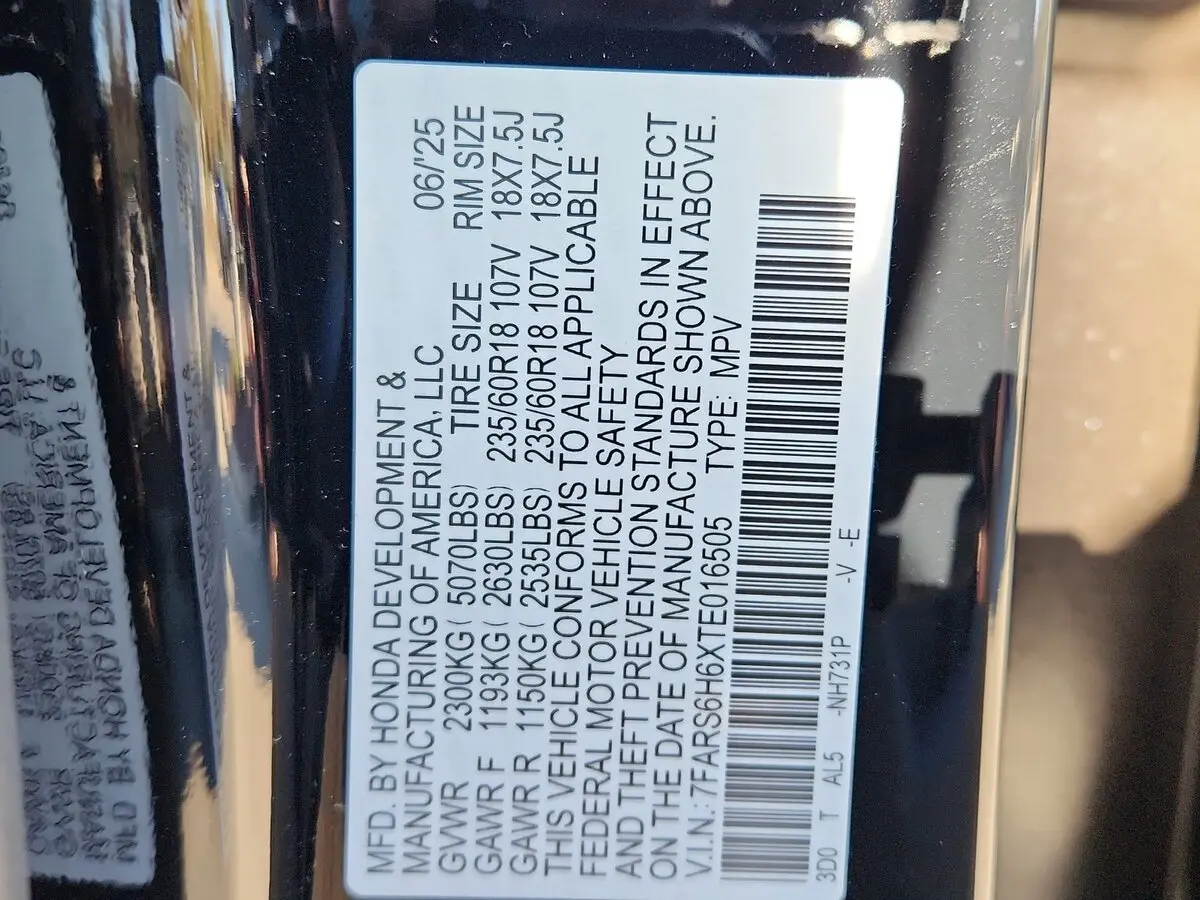 MFD. BY HONDA DEVELOPMENT &
MANUFACTURING OF AMERICA, LLC 06/'25
GVWR 2300KG( 5070LBS) TIRE SIZE RIM SIZE
GAWR F 1193KG( 2630LBS) 235/60R18 107V 18X7.5J
GAWR R 1150KG( 2535LBS) 235/60R18 107V 18X7.5J
THIS VEHICLE CONFORMS TO ALL APPLICABLE
FEDERAL MOTOR VEHICLE SAFETY
AND THEFT PREVENTION STANDARDS IN EFFECT
ON THE DATE OF MANUFACTURE SHOWN ABOVE.
V.I.N.: 7FARS6H6XTE016505 TYPE: MPV
3D0 T AL5 -NH731P -V -E